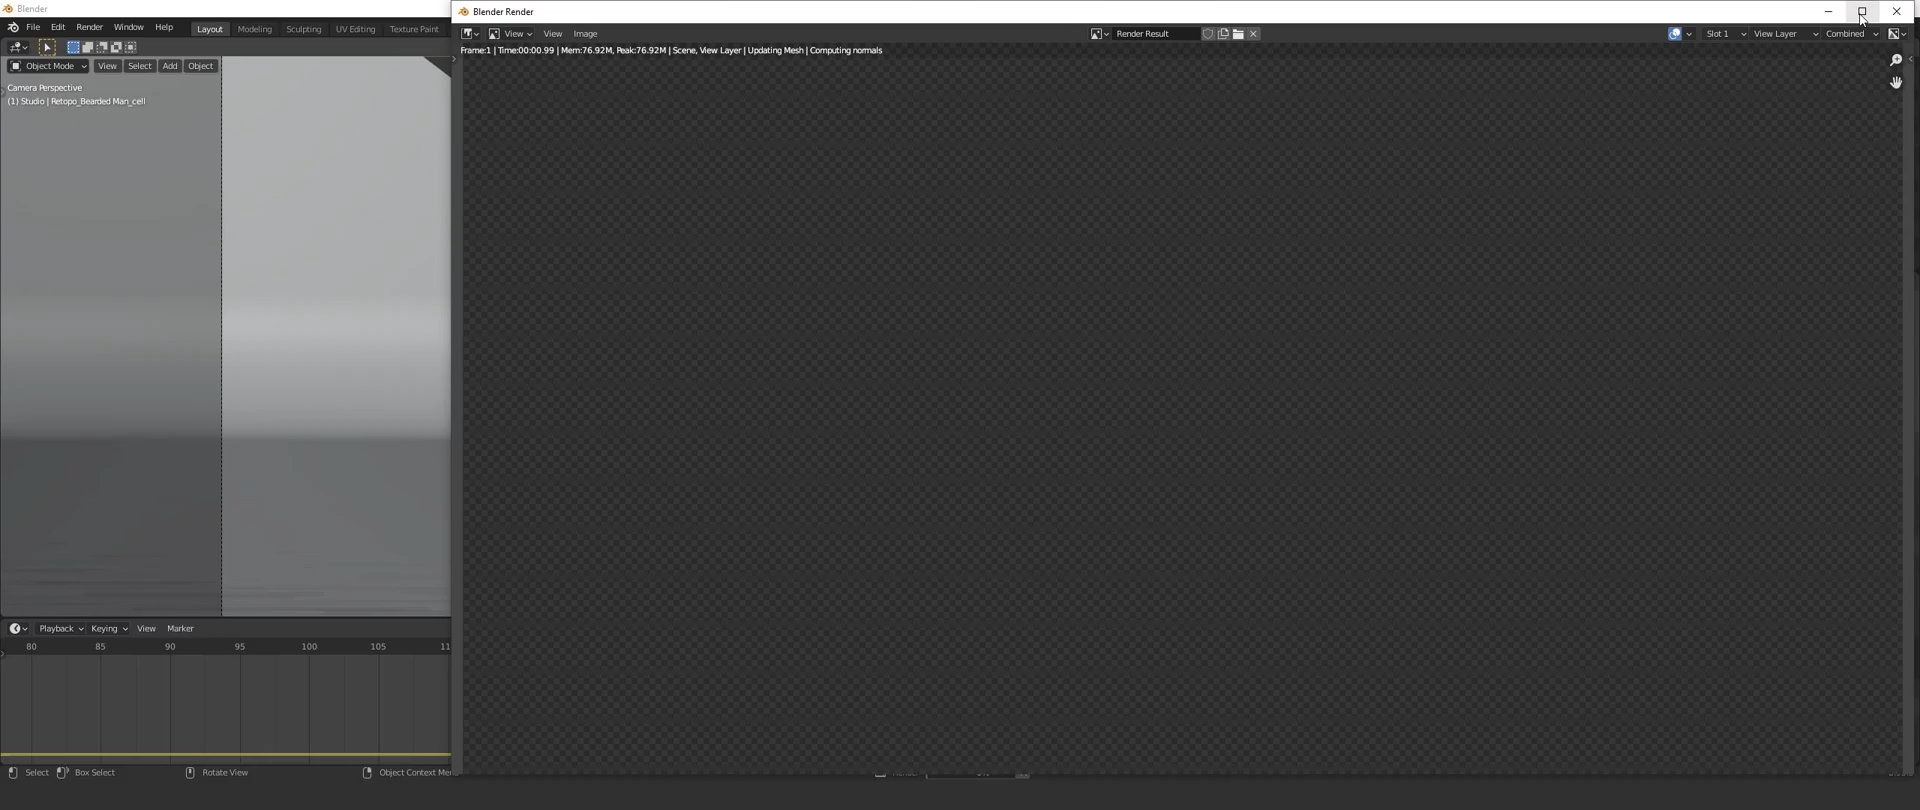 Blender
File Edit Render Window Help
Layout Modeling Sculpting UV Editing Texture Paint
Object Mode View Select Add Object
Camera Perspective
(1) Studio | Retopo_Bearded Man_cell
Blender Render
View View Image
Render Result
Slot 1 View Layer Combined
Frame:1 | Time:00:00.99 | Mem:76.92M, Peak:76.92M | Scene, View Layer | Updating Mesh | Computing normals
Playback Keying View Marker
80 85 90 95 100 105 11
Select Box Select Rotate View Object Context Men